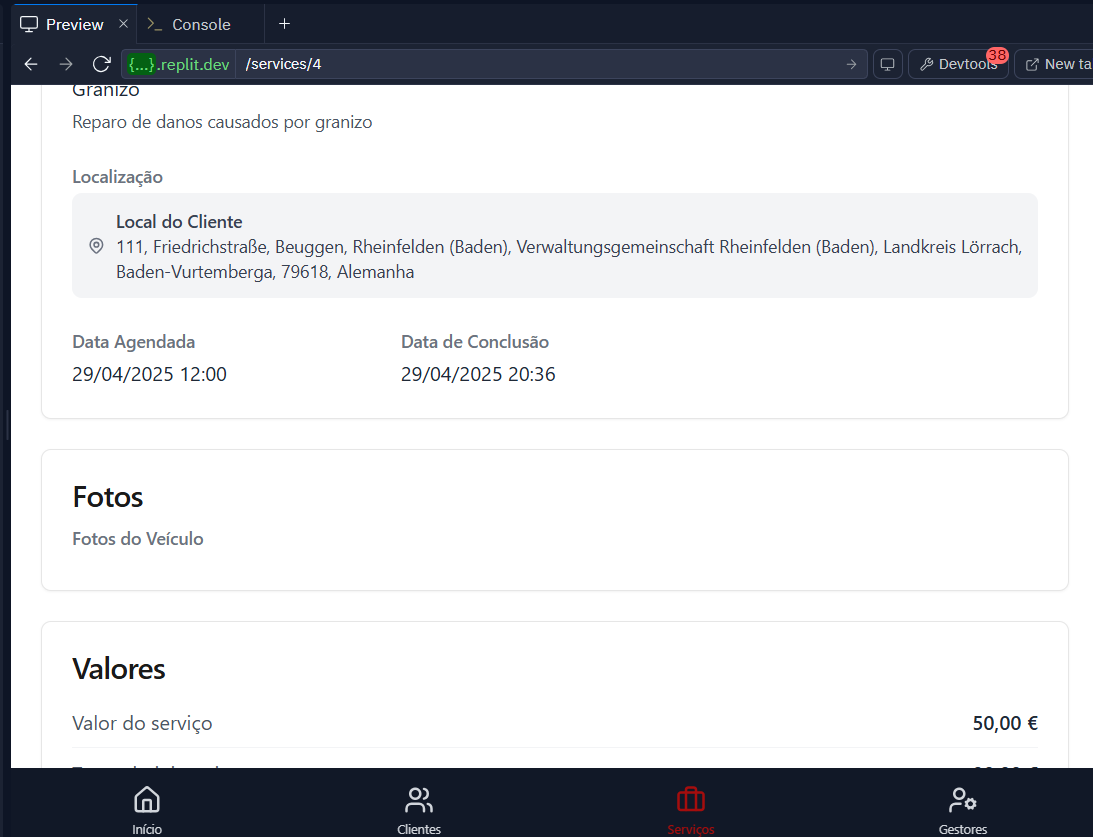 Preview
Console
{...}.replit.dev /services/4
Devtools 38
New ta
Granizo
Reparo de danos causados por granizo
Localização
Local do Cliente
111, Friedrichstraße, Beuggen, Rheinfelden (Baden), Verwaltungsgemeinschaft Rheinfelden (Baden), Landkreis Lörrach,
Baden-Vurtemberga, 79618, Alemanha
Data Agendada Data de Conclusão
29/04/2025 12:00 29/04/2025 20:36
Fotos
Fotos do Veículo
Valores
Valor do serviço 50,00 €
Início Clientes Serviços Gestores